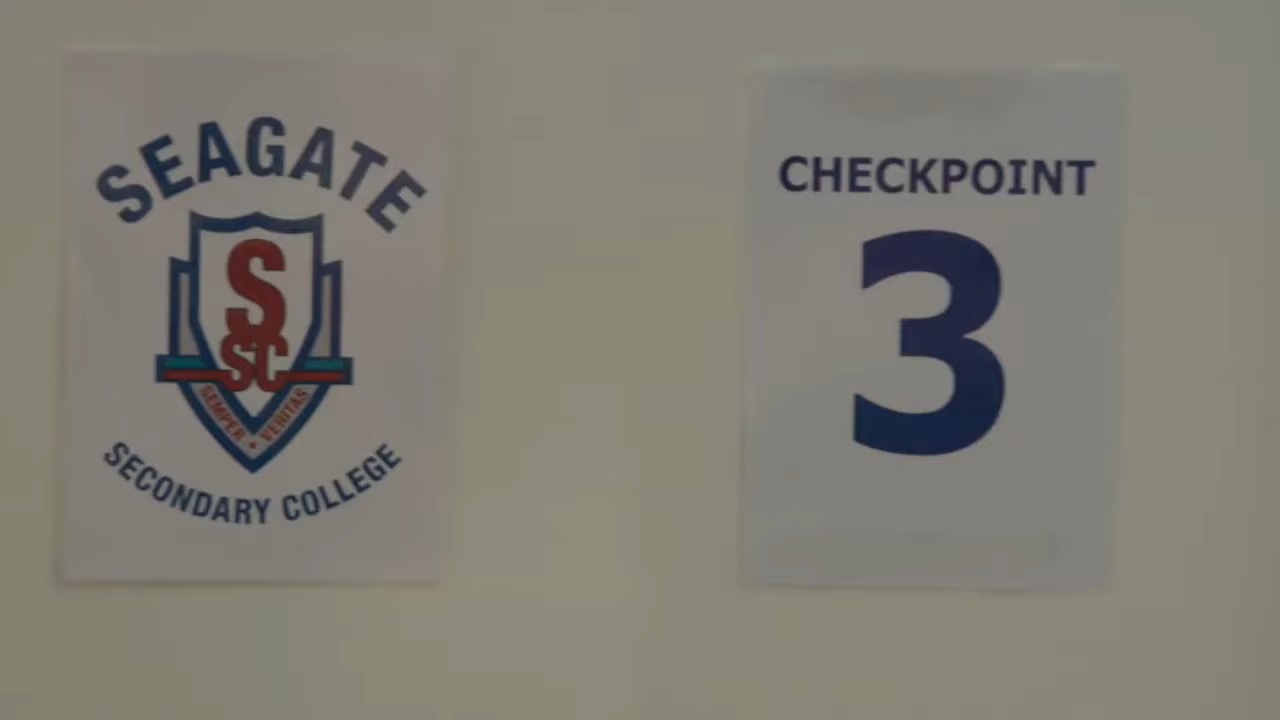 SEAGATE
S
SC
SEMPER • VERITAS
SECONDARY COLLEGE
CHECKPOINT
3